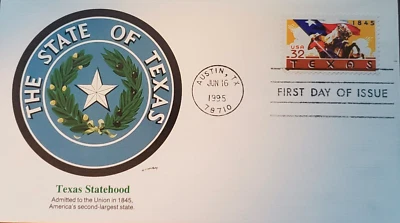 THE STATE OF TEXAS
Texas Statehood
Admitted to the Union in 1845,
America's second-largest state.
AUSTIN, TX
JUN 16
1995
78710
1845
USA
32
TEXAS
FIRST DAY OF ISSUE